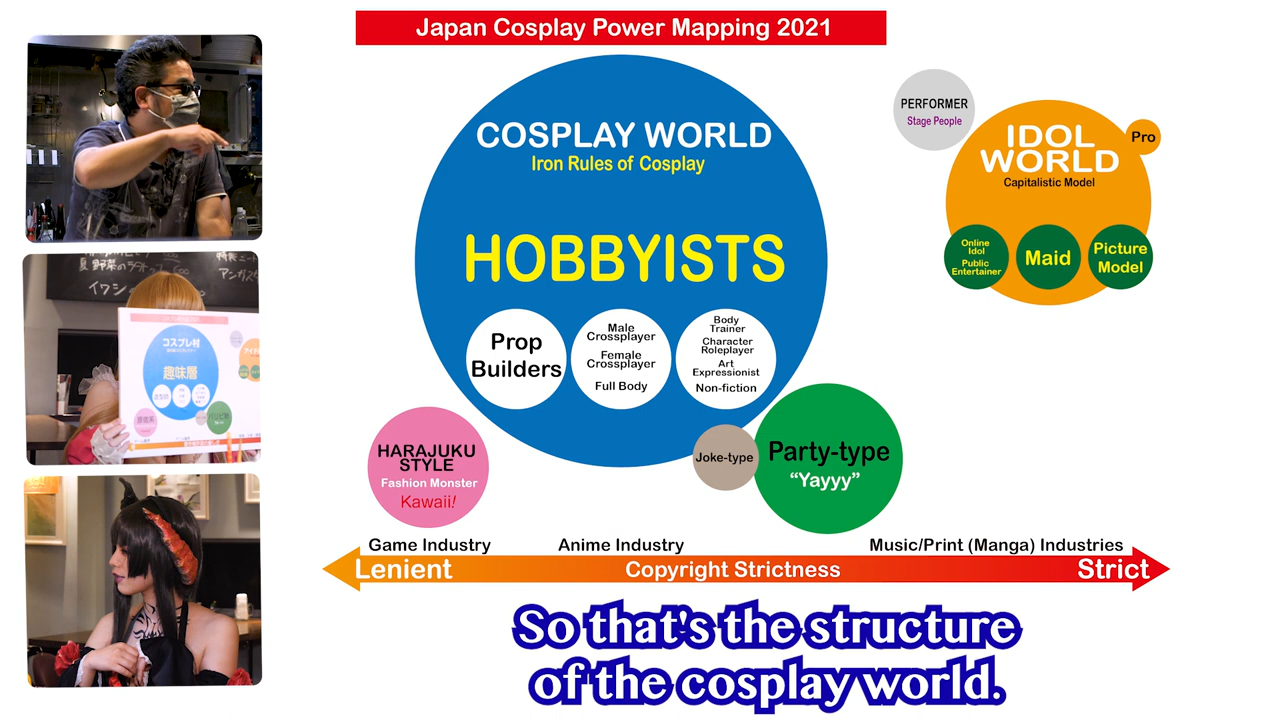 Japan Cosplay Power Mapping 2021
COSPLAY WORLD
Iron Rules of Cosplay
HOBBYISTS
Prop
Builders
Male
Crossplayer
Female
Crossplayer
Full Body
Body
Trainer
Character
Roleplayer
Art
Expressionist
Non-fiction
PERFORMER
Stage People
IDOL
WORLD
Capitalistic Model
Pro
Online
Idol
Public
Entertainer
Maid
Picture
Model
HARAJUKU
STYLE
Fashion Monster
Kawaii!
Joke-type
Party-type
“Yayyy”
Game Industry
Anime Industry
Music/Print (Manga) Industries
Lenient
Copyright Strictness
Strict
コスプレ村
趣味層
So that's the structure
of the cosplay world.